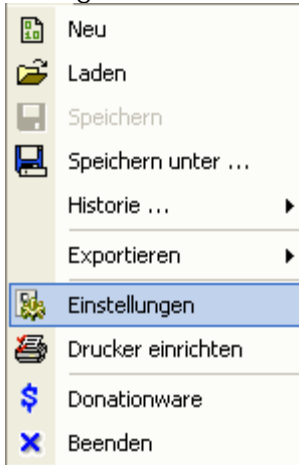 Neu
Laden
Speichern
Speichern unter ...
Historie ...
Exportieren
Einstellungen
Drucker einrichten
Donationware
Beenden